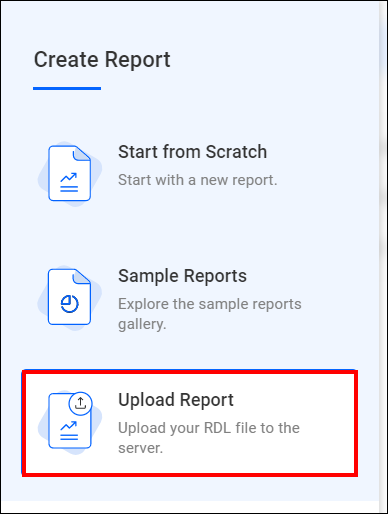 Create Report
Start from Scratch
Start with a new report.
Sample Reports
Explore the sample reports
gallery.
Upload Report
Upload your RDL file to the
server.